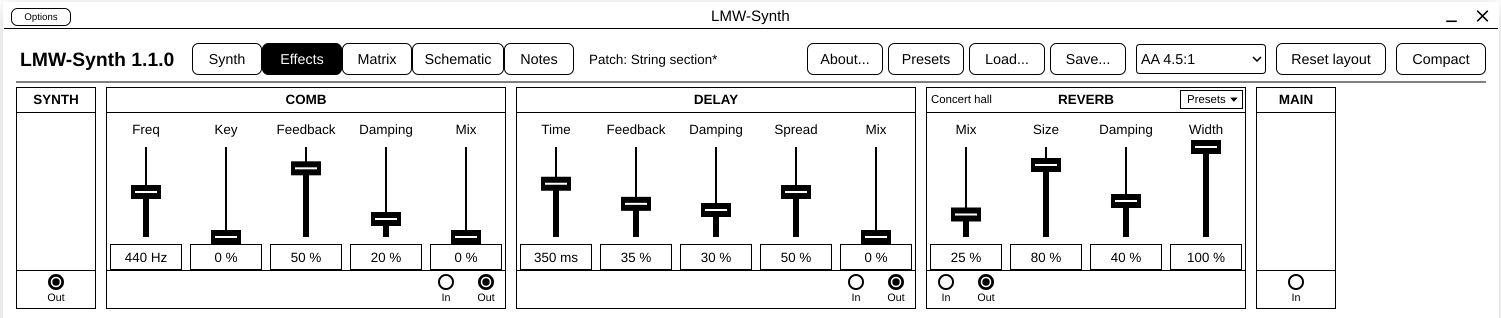 Options LMW-Synth
LMW-Synth 1.1.0 Synth Effects Matrix Schematic Notes Patch: String section* About... Presets Load... Save... AA 4.5:1 Reset layout Compact
SYNTH COMB DELAY Concert hall REVERB Presets MAIN
Freq Key Feedback Damping Mix Time Feedback Damping Spread Mix Mix Size Damping Width
440 Hz 0 % 50 % 20 % 0 % 350 ms 35 % 30 % 50 % 0 % 25 % 80 % 40 % 100 %
Out In Out In Out In Out In